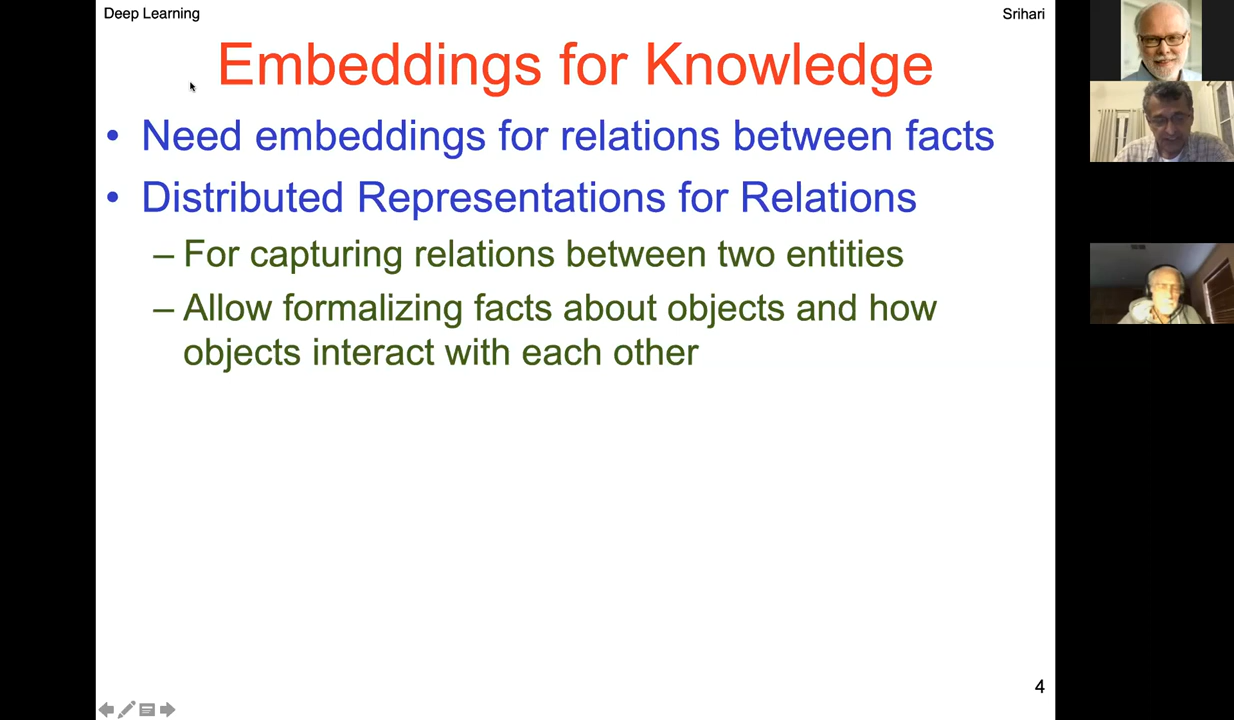 Deep Learning
Srihari
Embeddings for Knowledge
• Need embeddings for relations between facts
• Distributed Representations for Relations
– For capturing relations between two entities
– Allow formalizing facts about objects and how
objects interact with each other
4